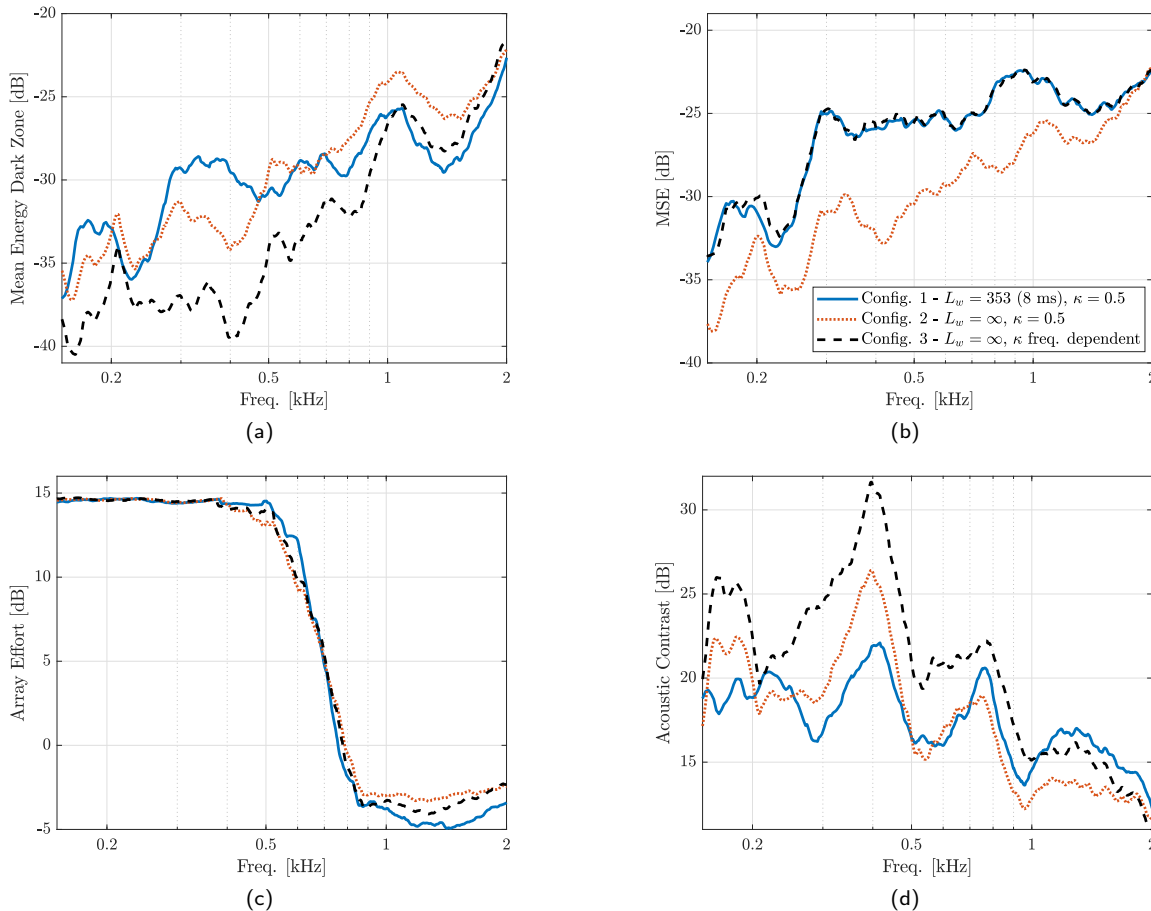 -20
-25
-30
-35
-40
Mean Energy Dark Zone [dB]
0.2 0.5 1 2
Freq. [kHz]
(a)
-20
-25
-30
-35
-40
MSE [dB]
Config. 1 - L_w = 353 (8 ms), κ = 0.5
Config. 2 - L_w = ∞, κ = 0.5
Config. 3 - L_w = ∞, κ freq. dependent
0.2 0.5 1 2
Freq. [kHz]
(b)
15
10
5
0
-5
Array Effort [dB]
0.2 0.5 1 2
Freq. [kHz]
(c)
30
25
20
15
Acoustic Contrast [dB]
0.2 0.5 1 2
Freq. [kHz]
(d)